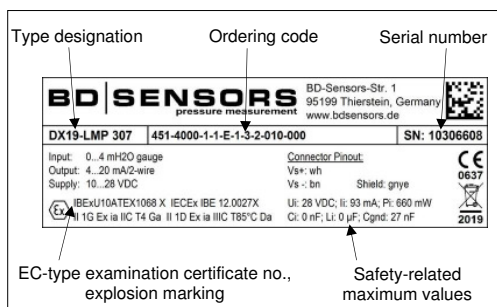 Type designation
Ordering code
Serial number
BD SENSORS
pressure measurement
BD-Sensors-Str. 1
95199 Thierstein, Germany
www.bdsensors.de
DX19-LMP 307
451-4000-1-1-E-1-3-2-010-000
SN: 10306608
Input: 0...4 mH2O gauge
Output: 4...20 mA/2-wire
Supply: 10...28 VDC
Connector Pinout:
Vs+: wh
Vs -: bn Shield: gnye
CE
0637
Ex
IBExU10ATEX1068 X IECEx IBE 12.0027X
II 1G Ex ia IIC T4 Ga II 1D Ex ia IIIC T85°C Da
Ui: 28 VDC; Ii: 93 mA; Pi: 660 mW
Ci: 0 nF; Li: 0 µF; Cgnd: 27 nF
2019
EC-type examination certificate no.,
explosion marking
Safety-related
maximum values